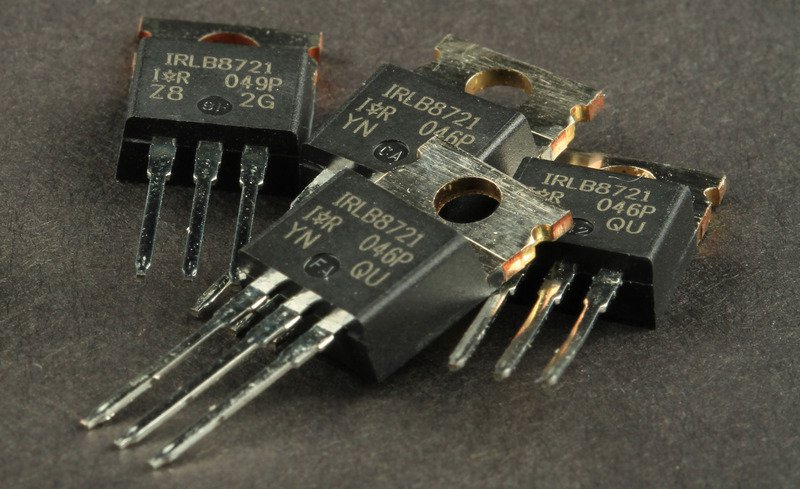 IRLB8721
I R 049P
Z8 2G
IRLB8721
I R 046P
YN
IRLB8721
R 046P
QU
IRLB8721
I R 046P
YN QU